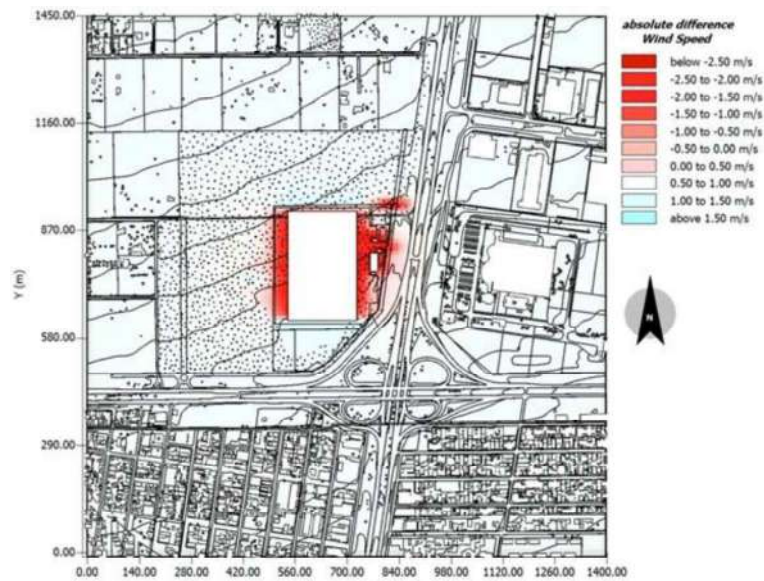 1450.00
absolute difference
Wind Speed
below -2.50 m/s
-2.50 to -2.00 m/s
-2.00 to -1.50 m/s
-1.50 to -1.00 m/s
-1.00 to -0.50 m/s
-0.50 to 0.00 m/s
0.00 to 0.50 m/s
0.50 to 1.00 m/s
1.00 to 1.50 m/s
above 1.50 m/s
1160.00
870.00
Y (m)
580.00
N
290.00
0.00
0.00 140.00 280.00 420.00 560.00 700.00 840.00 980.00 1120.00 1260.00 1400.00